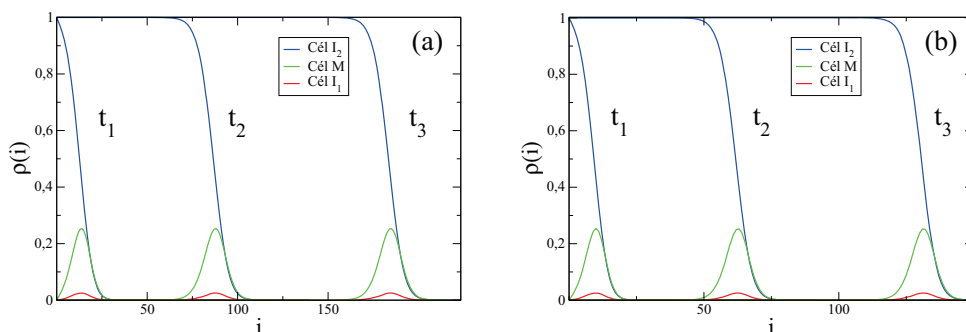 1
0,8
0,6
0,4
0,2
0
ρ(i)
50
100
150
i
(a)
Cél I₂
Cél M
Cél I₁
t₁
t₂
t₃
1
0,8
0,6
0,4
0,2
0
ρ(i)
50
100
i
(b)
Cél I₂
Cél M
Cél I₁
t₁
t₂
t₃